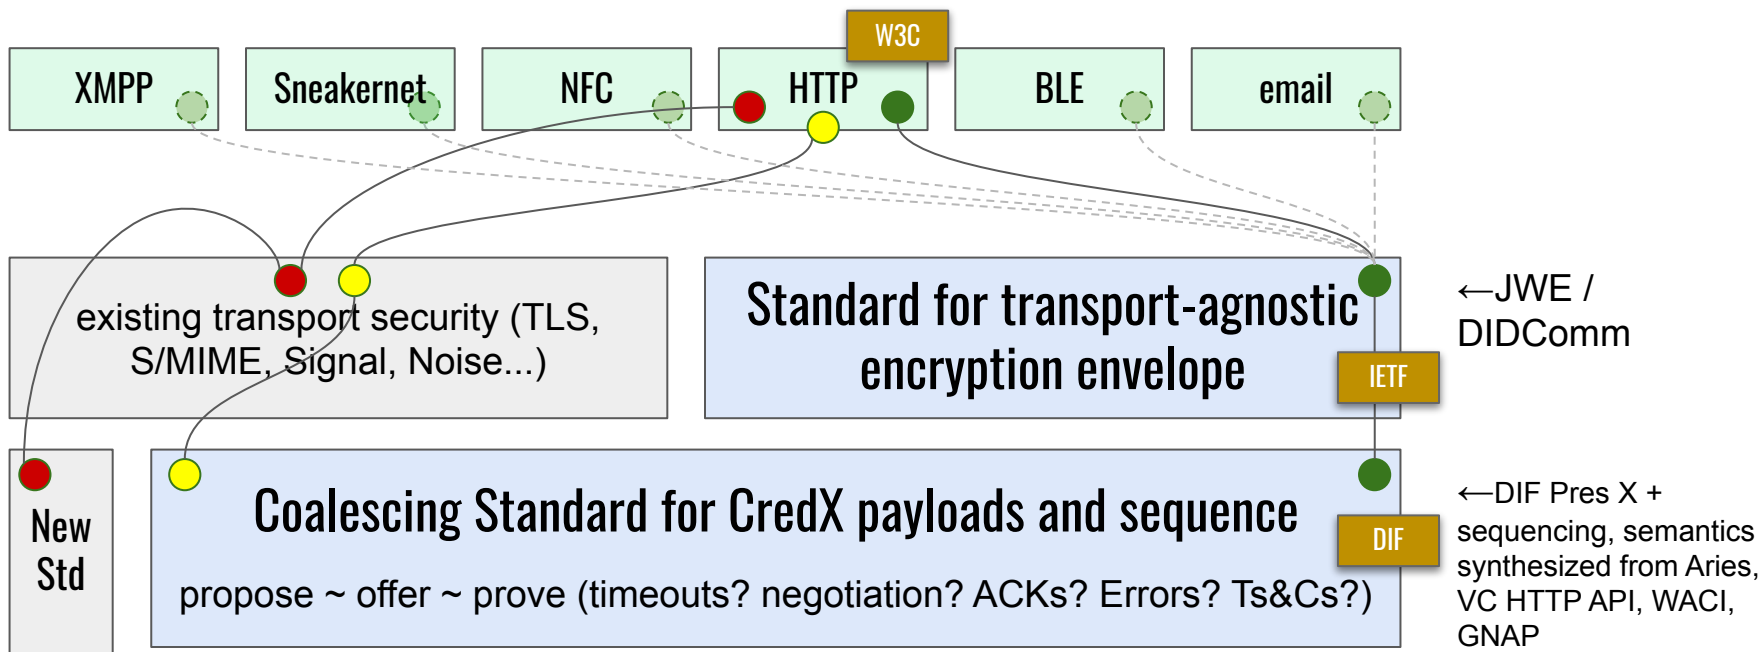 W3C
XMPP
Sneakernet
NFC
HTTP
BLE
email
existing transport security (TLS,
S/MIME, Signal, Noise...)
Standard for transport-agnostic
encryption envelope
IETF
←JWE /
DIDComm
New
Std
Coalescing Standard for CredX payloads and sequence
propose ~ offer ~ prove (timeouts? negotiation? ACKs? Errors? Ts&Cs?)
DIF
←DIF Pres X +
sequencing, semantics
synthesized from Aries,
VC HTTP API, WACI,
GNAP